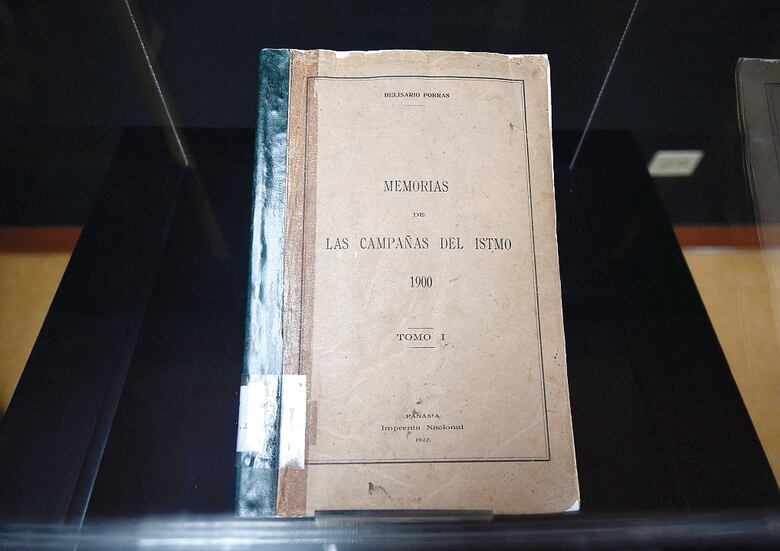 BELISARIO PORRAS
MEMORIAS
DE
LAS CAMPAÑAS DEL ISTMO
1900
TOMO I
PANAMA
Imprenta Nacional
1922.